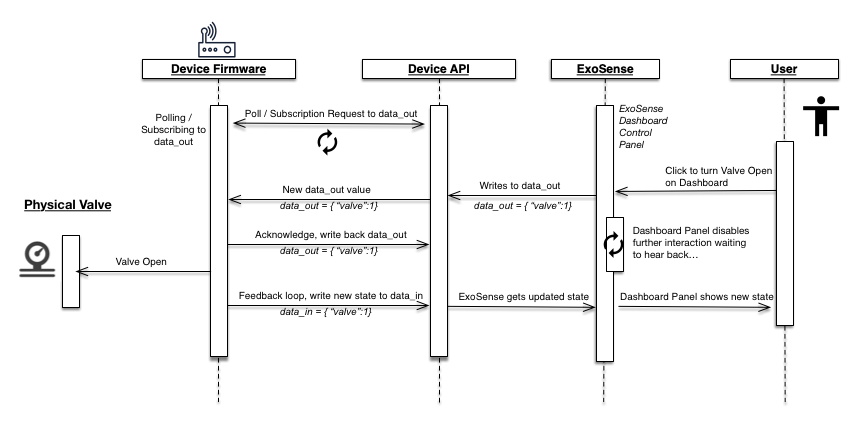 Device Firmware
Device API
ExoSense
User
Polling /
Subscribing to
data_out
Poll / Subscription Request to data_out
ExoSense
Dashboard
Control
Panel
Click to turn Valve Open
on Dashboard
New data_out value
data_out = { “valve”:1}
Writes to data_out
data_out = { “valve”:1}
Physical Valve
Acknowledge, write back data_out
data_out = { “valve”:1}
Dashboard Panel disables
further interaction waiting
to hear back…
Valve Open
Feedback loop, write new state to data_in
data_in = { “valve”:1}
ExoSense gets updated state
Dashboard Panel shows new state